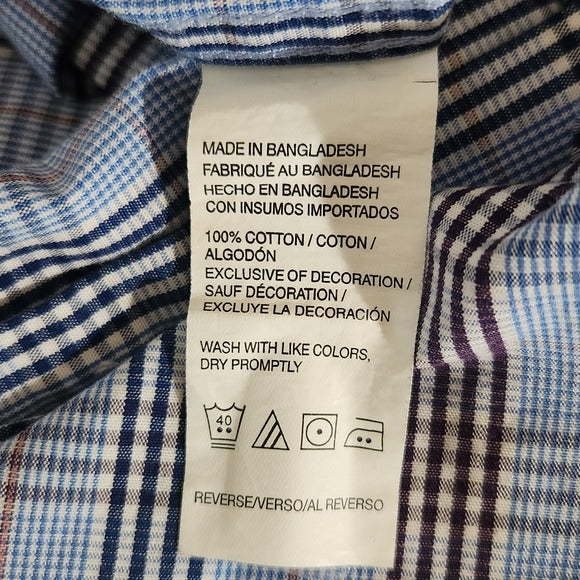 MADE IN BANGLADESH
FABRIQUÉ AU BANGLADESH
HECHO EN BANGLADESH
CON INSUMOS IMPORTADOS
100% COTTON / COTON /
ALGODÓN
EXCLUSIVE OF DECORATION /
SAUF DÉCORATION /
EXCLUYE LA DECORACIÓN
WASH WITH LIKE COLORS,
DRY PROMPTLY
40
REVERSE/VERSO/AL REVERSO